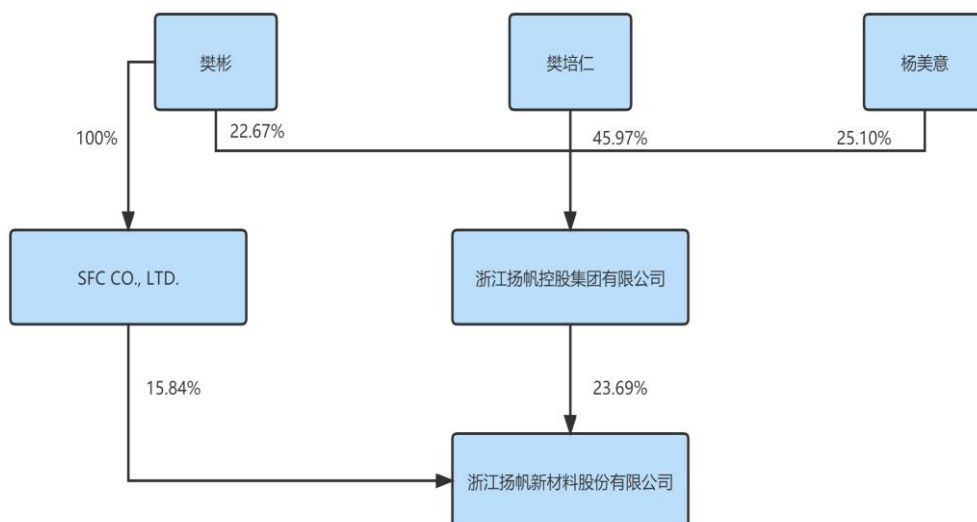 樊彬
樊培仁
杨美意
100%
22.67%
45.97%
25.10%
SFC CO., LTD.
浙江扬帆控股集团有限公司
15.84%
23.69%
浙江扬帆新材料股份有限公司